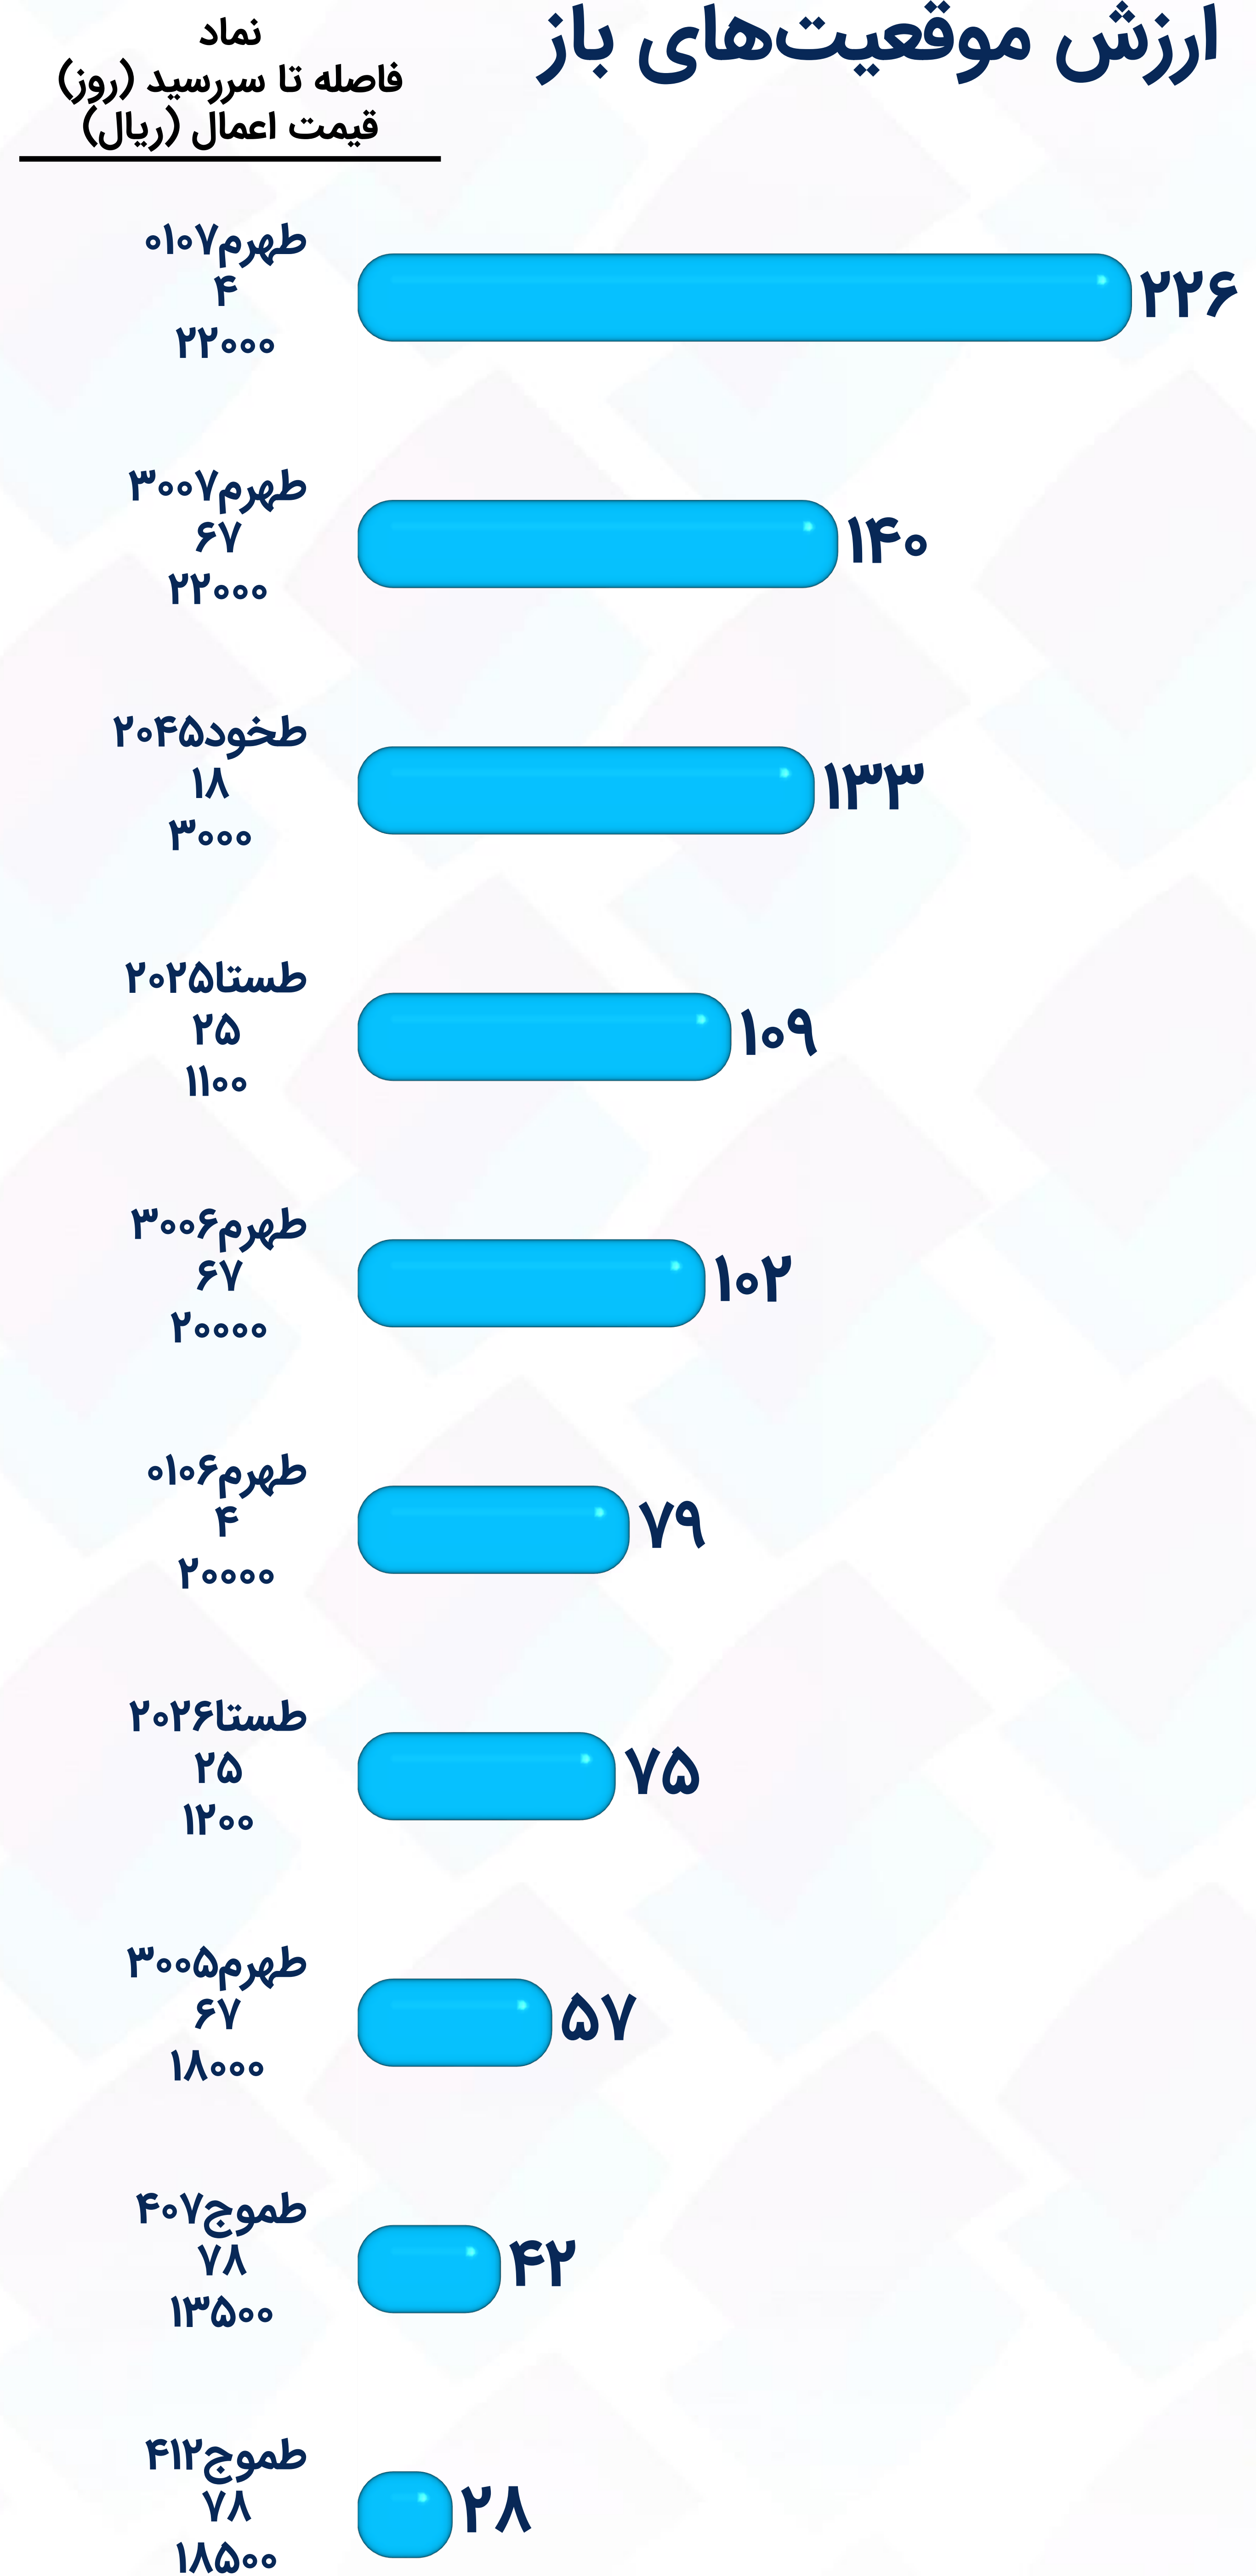 ارزش موقعیت‌های باز
نماد
فاصله تا سررسید (روز)
قیمت اعمال (ریال)
طهرم۰۱۰۷
۴
۲۲۰۰۰
۲۲۶
طهرم۳۰۰۷
۶۷
۲۲۰۰۰
۱۴۰
طخود۲۰۴۵
۱۸
۳۰۰۰
۱۳۳
طستا۲۰۲۵
۲۵
۱۱۰۰
۱۰۹
طهرم۳۰۰۶
۶۷
۲۰۰۰۰
۱۰۲
طهرم۰۱۰۶
۴
۲۰۰۰۰
۷۹
طستا۲۰۲۶
۲۵
۱۲۰۰
۷۵
طهرم۳۰۰۵
۶۷
۱۸۰۰۰
۵۷
طموج۴۰۷
۷۸
۱۳۵۰۰
۴۲
طموج۴۱۲
۷۸
۱۸۵۰۰
۲۸